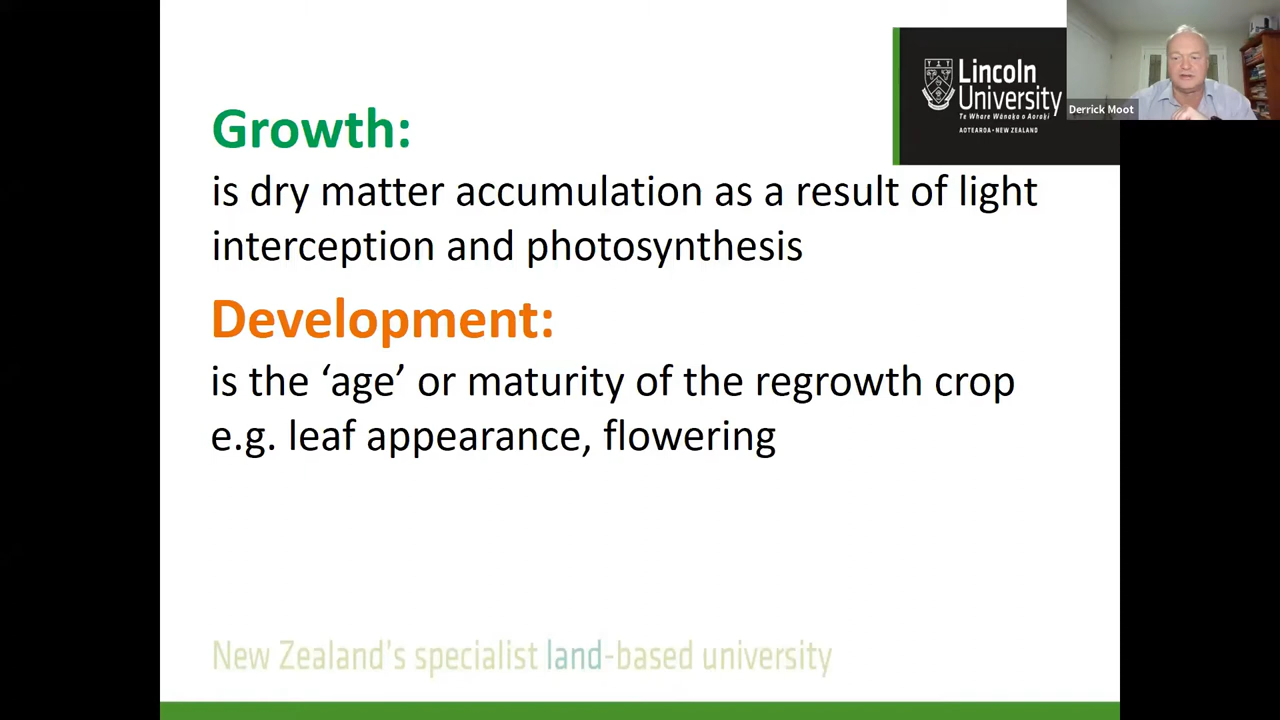 Growth:
is dry matter accumulation as a result of light
interception and photosynthesis
Development:
is the ‘age’ or maturity of the regrowth crop
e.g. leaf appearance, flowering
New Zealand's specialist land-based university
Lincoln
University
Te Whare Wānaka o Aoraki
AOTEAROA • NEW ZEALAND
Derrick Moot